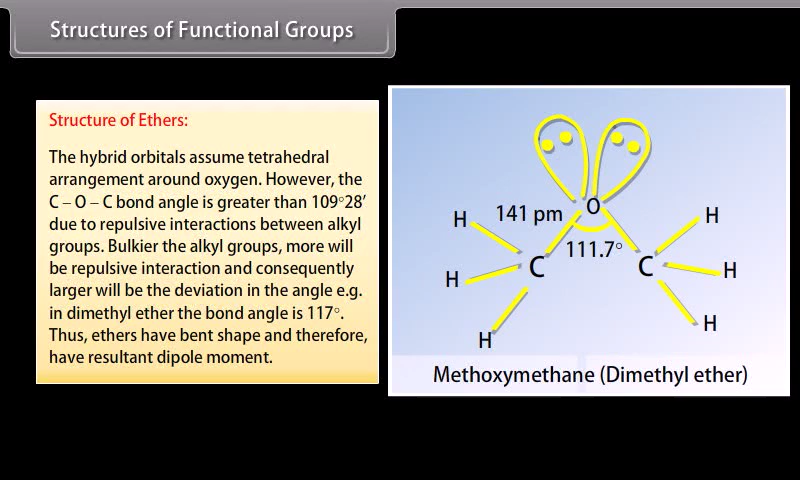 Structures of Functional Groups
Structure of Ethers:
The hybrid orbitals assume tetrahedral
arrangement around oxygen. However, the
C – O – C bond angle is greater than 109°28′
due to repulsive interactions between alkyl
groups. Bulkier the alkyl groups, more will
be repulsive interaction and consequently
larger will be the deviation in the angle e.g.
in dimethyl ether the bond angle is 117°.
Thus, ethers have bent shape and therefore,
have resultant dipole moment.
O
141 pm
111.7°
H
H
H
C
C
H
H
H
Methoxymethane (Dimethyl ether)